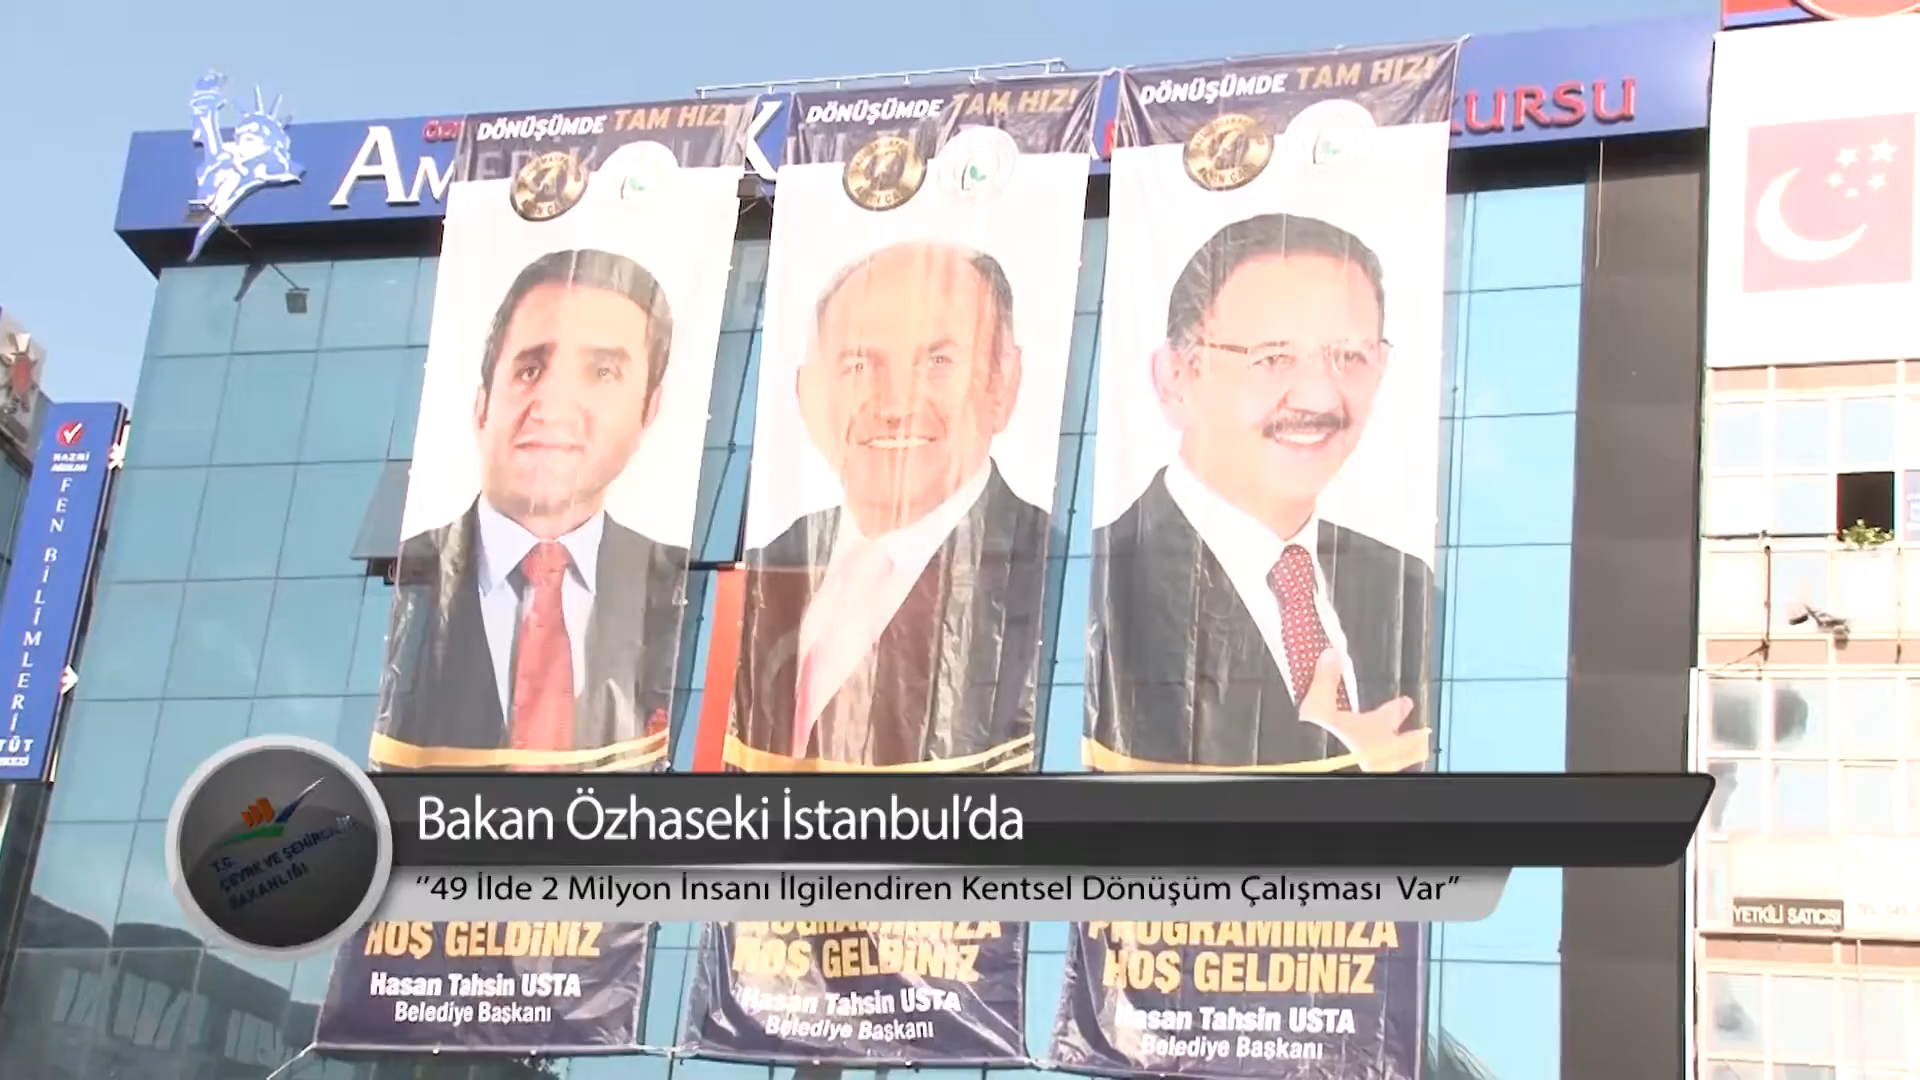 DÖNÜŞÜMDE TAM HIZ!
DÖNÜŞÜMDE TAM HIZ!
DÖNÜŞÜMDE TAM HIZ!
KURSU
FEN BİLİMLERİ
Bakan Özhaseki İstanbul’da
‘’49 İlde 2 Milyon İnsanı İlgilendiren Kentsel Dönüşüm Çalışması Var”
T.C.
ÇEVRE VE ŞEHİRCİLİK
BAKANLIĞI
HOŞ GELDİNİZ
Hasan Tahsin USTA
Belediye Başkanı
PROGRAMIMIZA
HOŞ GELDİNİZ
Hasan Tahsin USTA
Belediye Başkanı
PROGRAMIMIZA
HOŞ GELDİNİZ
Hasan Tahsin USTA
Belediye Başkanı
YETKİLİ SATICISI